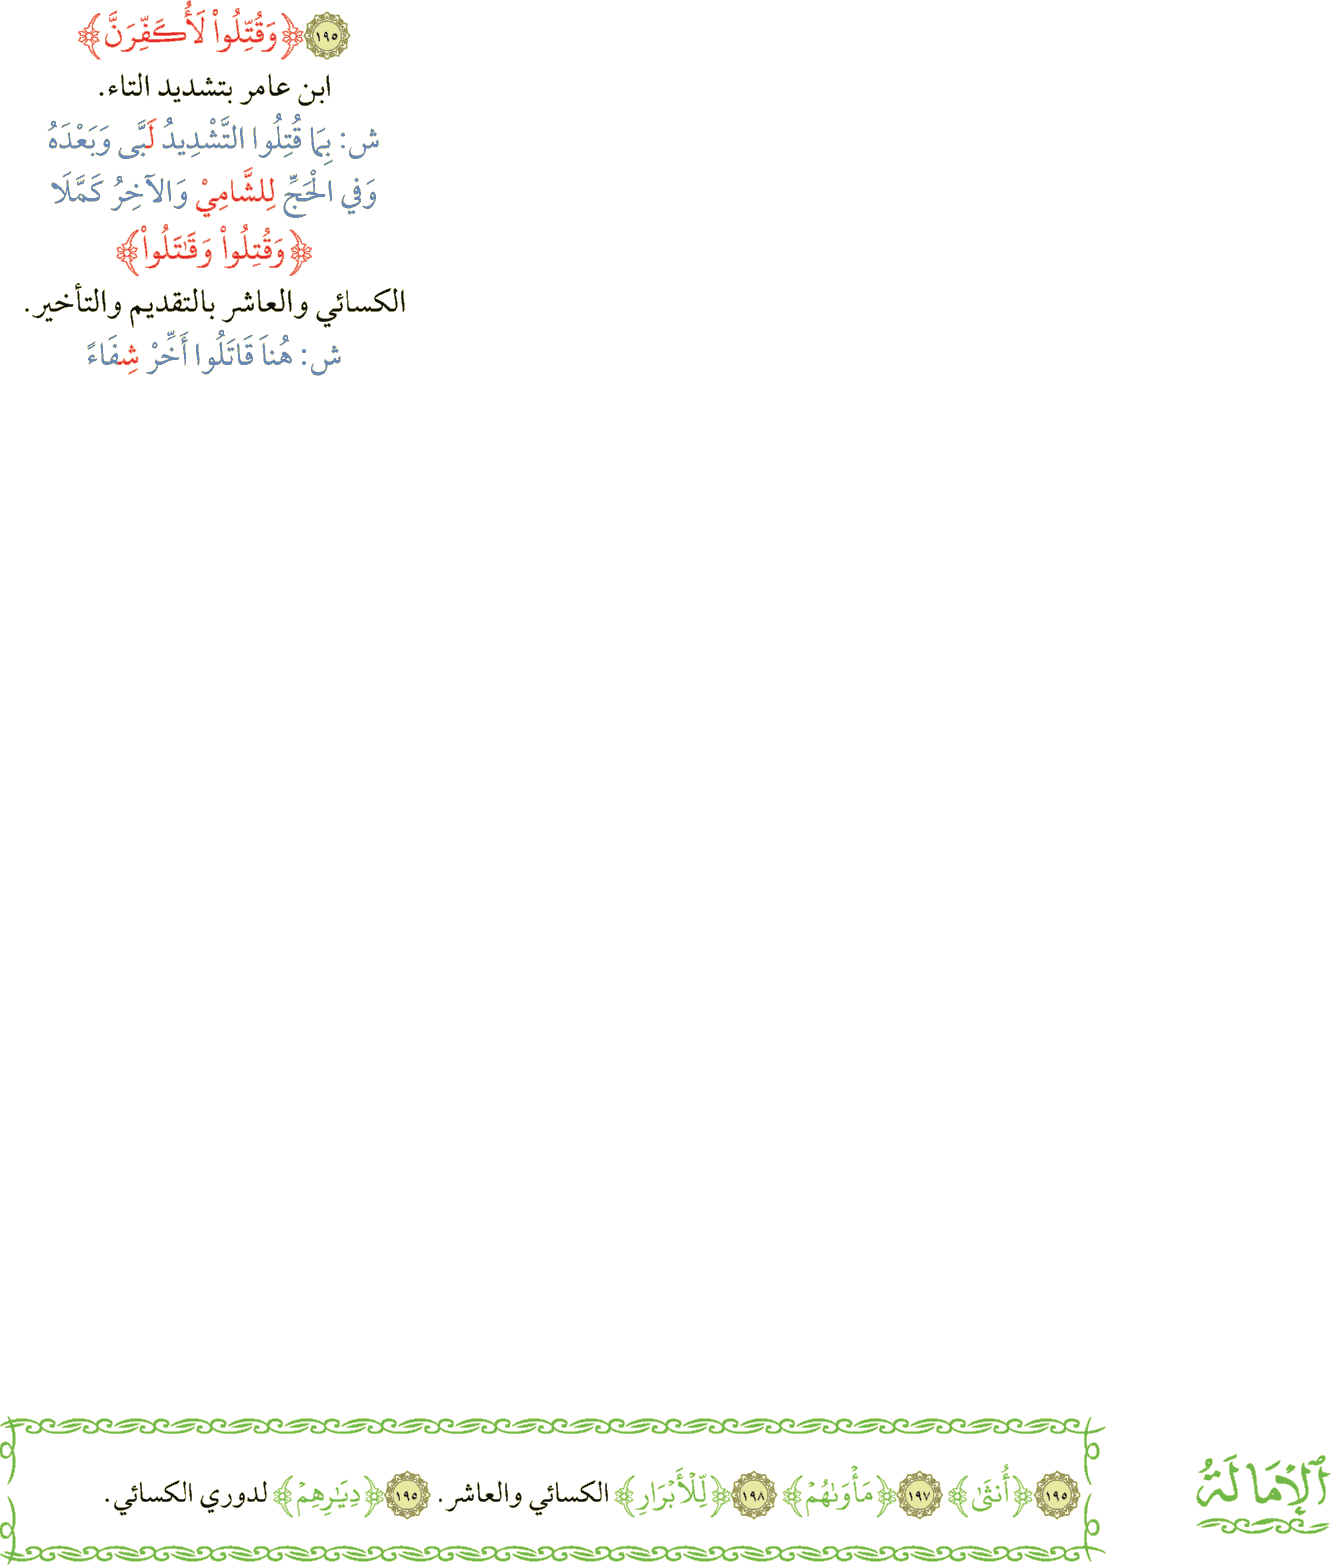 ١٩٥ ﴿وَقُتِّلُواْ لَأُكَفِّرَنَّ﴾
ابن عامر بتشديد التاء.
ش: بِمَا قُتِلُوا التَّشْدِيدُ لَبَّى وَبَعْدَهُ
وَفِي الْحَجِّ لِلشَّامِيْ وَالآخِرُ كَمَّلَا
﴿وَقُتِلُواْ وَقَٰتَلُواْ﴾
الكسائي والعاشر بالتقديم والتأخير.
ش: هُناَ قَاتَلُوا أَخِّرْ شِفَاءً
ٱلْإِمَالَةُ
١٩٥ ﴿أُنثَىٰ﴾ ١٩٧ ﴿مَأْوَىٰهُمْ﴾ ١٩٨ ﴿لِّلْأَبْرَارِ﴾ الكسائي والعاشر. ١٩٥ ﴿دِيَٰرِهِمْ﴾ لدوري الكسائي.